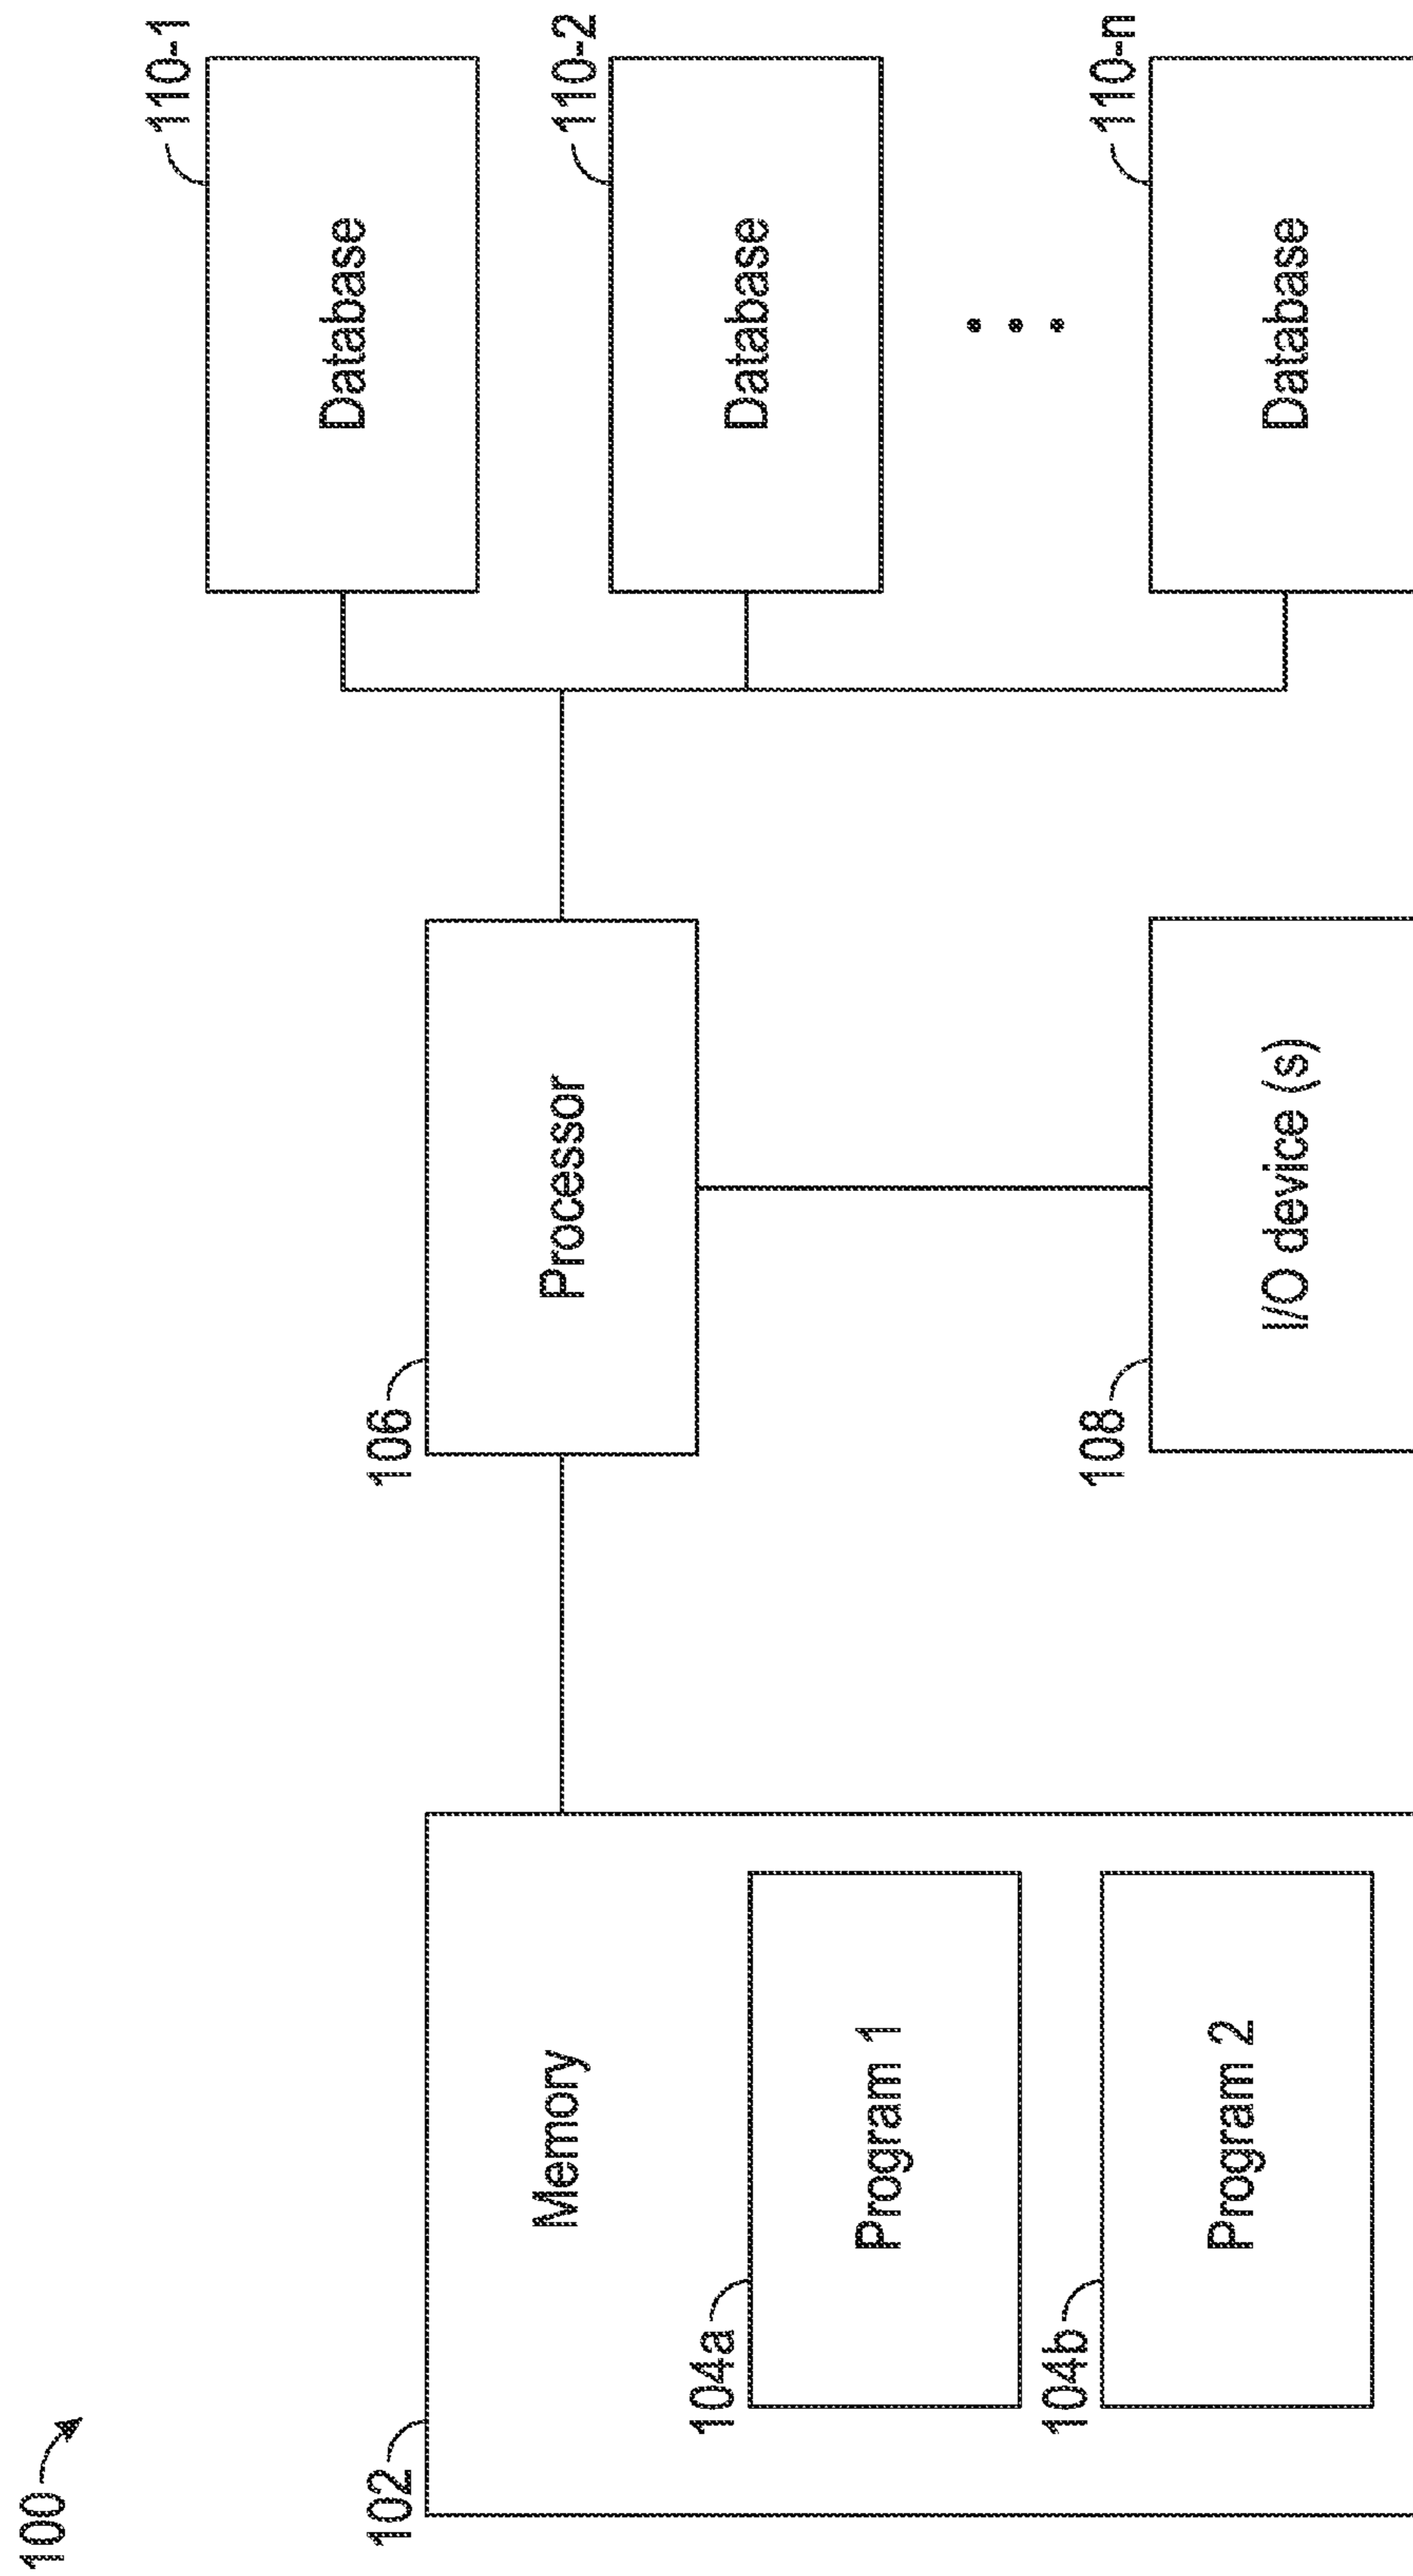 100
102
Memory
104a
Program 1
104b
Program 2
106
Processor
108
I/O device (s)
110-1
Database
110-2
Database
110-n
Database